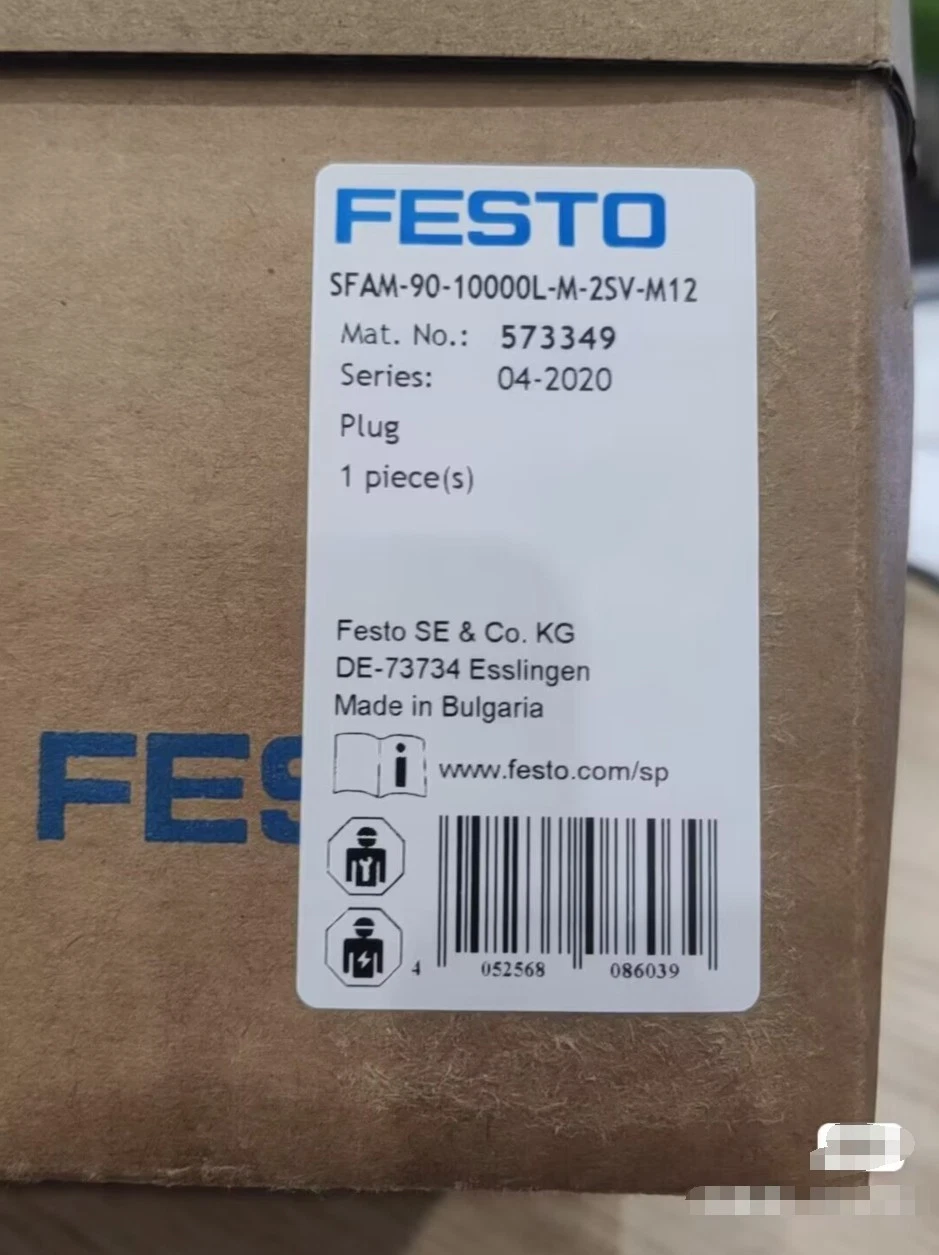 FESTO
SFAM-90-10000L-M-2SV-M12
Mat. No.: 573349
Series: 04-2020
Plug
1 piece(s)
Festo SE & Co. KG
DE-73734 Esslingen
Made in Bulgaria
www.festo.com/sp
4 052568 086039
FES